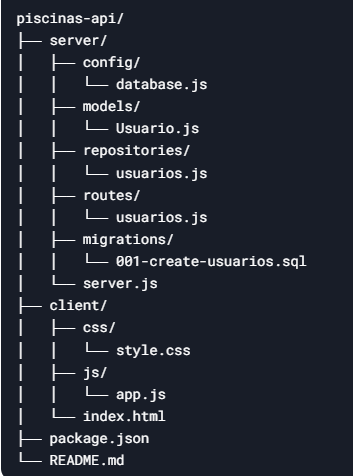 piscinas-api/
├── server/
│   ├── config/
│   │   └── database.js
│   ├── models/
│   │   └── Usuario.js
│   ├── repositories/
│   │   └── usuarios.js
│   ├── routes/
│   │   └── usuarios.js
│   ├── migrations/
│   │   └── 001-create-usuarios.sql
│   └── server.js
├── client/
│   ├── css/
│   │   └── style.css
│   ├── js/
│   │   └── app.js
│   └── index.html
├── package.json
└── README.md